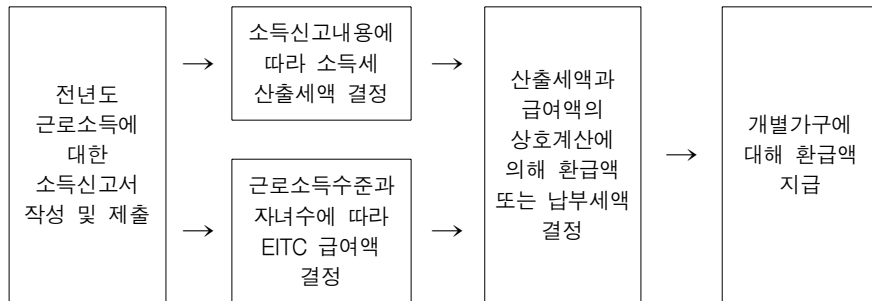 전년도
근로소득에
대한
소득신고서
작성 및 제출
→
소득신고내용에
따라 소득세
산출세액 결정
→
→
근로소득수준과
자녀수에 따라
EITC 급여액
결정
→
산출세액과
급여액의
상호계산에
의해 환급액
또는 납부세액
결정
→
개별가구에
대해 환급액
지급